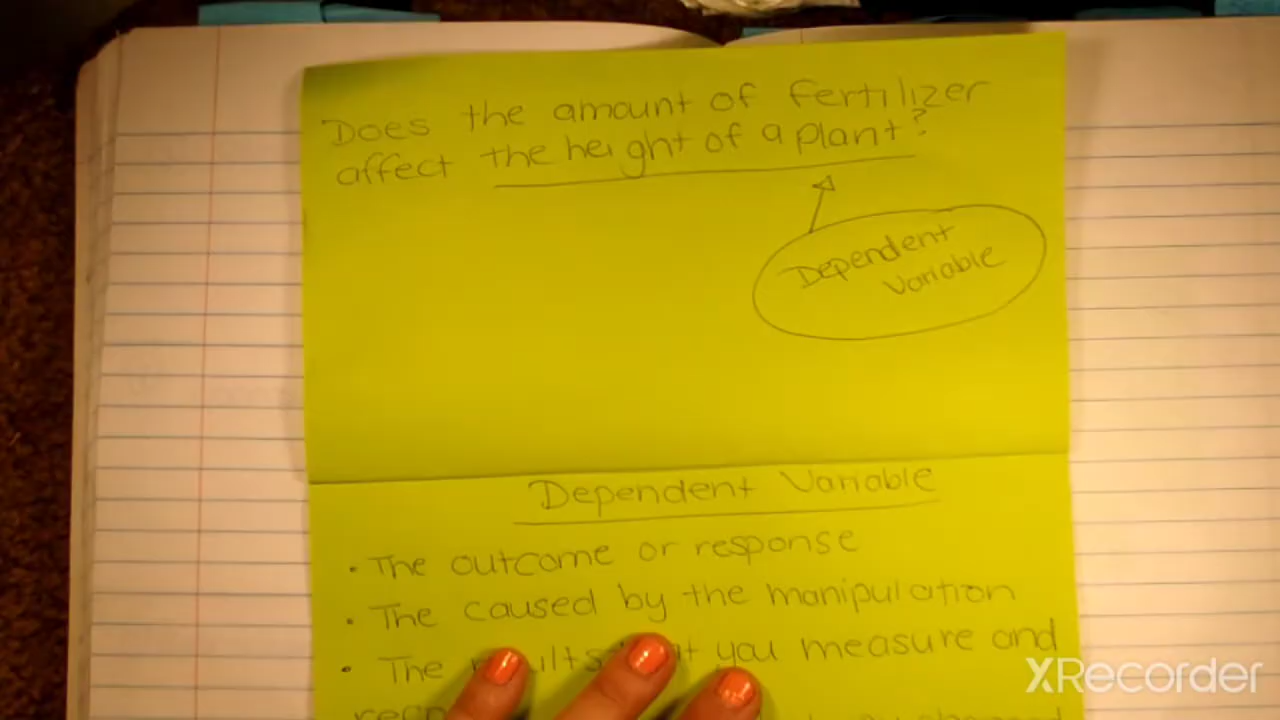 Does the amount of fertilizer
affect the height of a plant?
Dependent
Variable
Dependent Variable
• The outcome or response
• The caused by the manipulation
• The you measure and
XRecorder